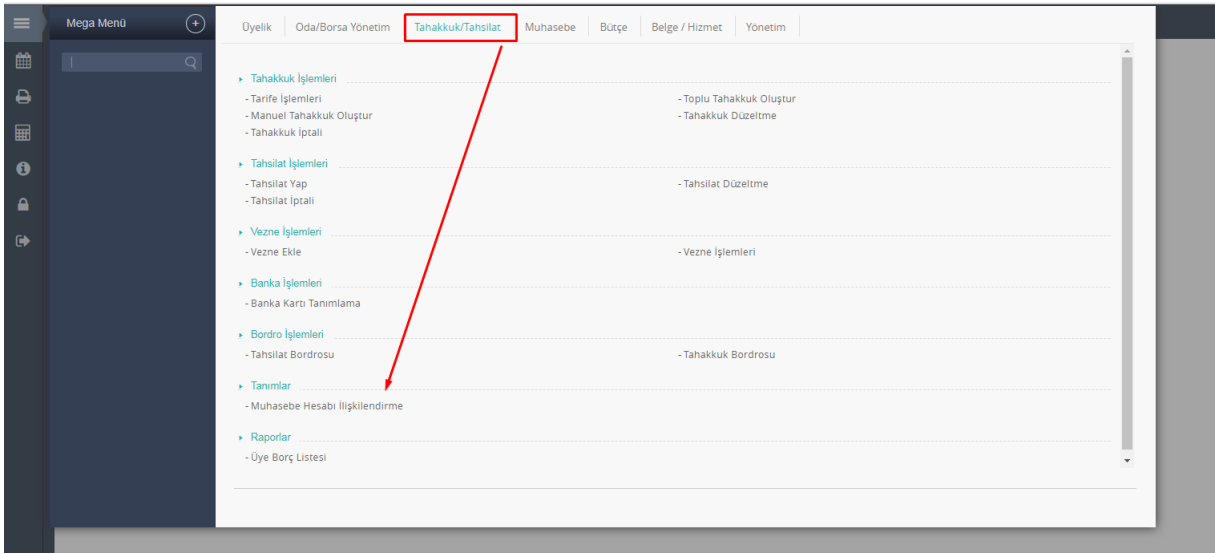 Mega Menü
Üyelik Oda/Borsa Yönetim Tahakkuk/Tahsilat Muhasebe Bütçe Belge / Hizmet Yönetim
Tahakkuk İşlemleri
- Tarife İşlemleri - Toplu Tahakkuk Oluştur
- Manuel Tahakkuk Oluştur - Tahakkuk Düzeltme
- Tahakkuk İptali
Tahsilat İşlemleri
- Tahsilat Yap - Tahsilat Düzeltme
- Tahsilat İptali
Vezne İşlemleri
- Vezne Ekle - Vezne İşlemleri
Banka İşlemleri
- Banka Kartı Tanımlama
Bordro İşlemleri
- Tahsilat Bordrosu - Tahakkuk Bordrosu
Tanımlar
- Muhasebe Hesabı İlişkilendirme
Raporlar
- Üye Borç Listesi